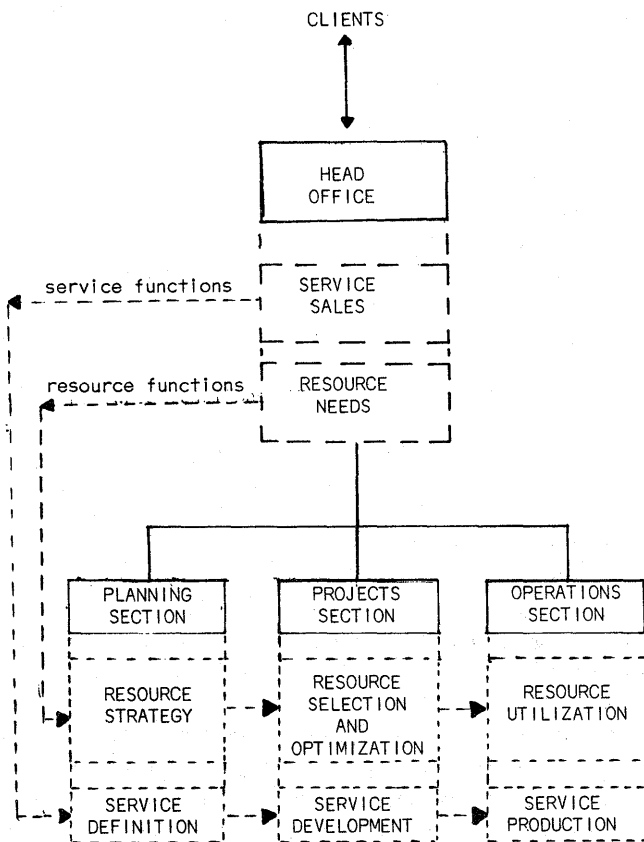 CLIENTS
HEAD
OFFICE
service functions
SERVICE
SALES
resource functions
RESOURCE
NEEDS
PLANNING
SECTION
PROJECTS
SECTION
OPERATIONS
SECTION
RESOURCE
STRATEGY
RESOURCE
SELECTION
AND
OPTIMIZATION
RESOURCE
UTILIZATION
SERVICE
DEFINITION
SERVICE
DEVELOPMENT
SERVICE
PRODUCTION